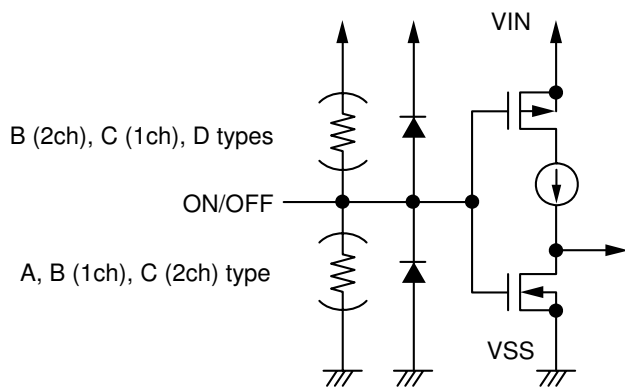 VIN
B (2ch), C (1ch), D types
ON/OFF
A, B (1ch), C (2ch) type
VSS